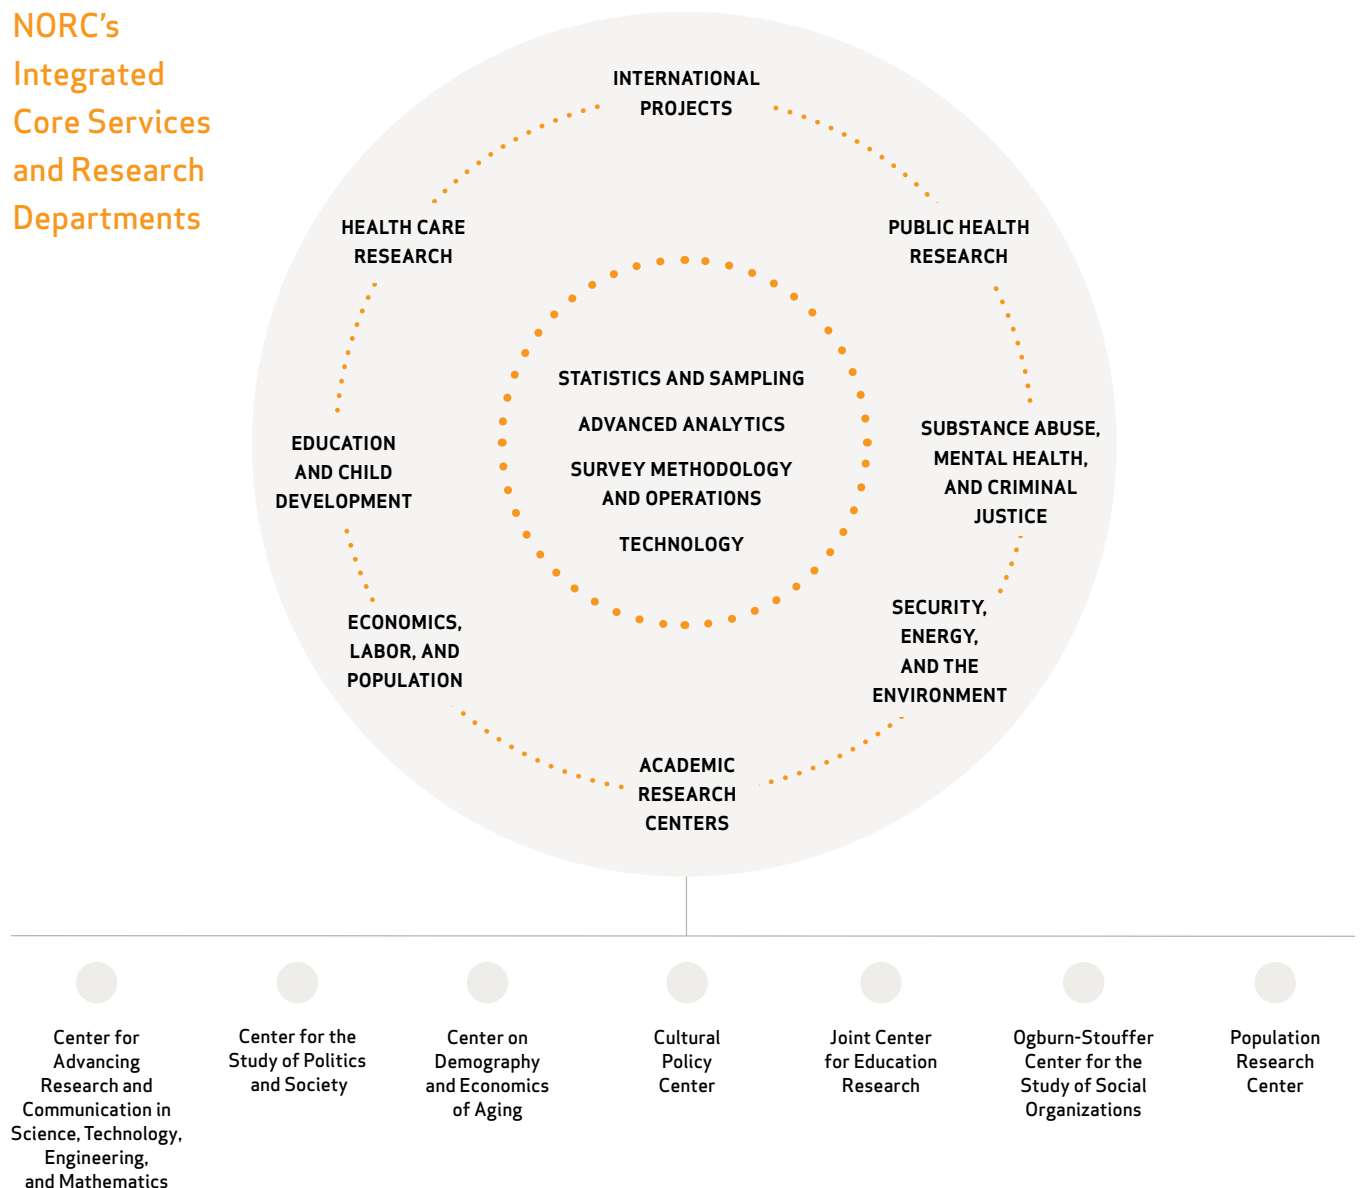 NORC’s
Integrated
Core Services
and Research
Departments
INTERNATIONAL
PROJECTS
HEALTH CARE
RESEARCH
PUBLIC HEALTH
RESEARCH
STATISTICS AND SAMPLING
ADVANCED ANALYTICS
SURVEY METHODOLOGY
AND OPERATIONS
TECHNOLOGY
EDUCATION
AND CHILD
DEVELOPMENT
SUBSTANCE ABUSE,
MENTAL HEALTH,
AND CRIMINAL
JUSTICE
ECONOMICS,
LABOR, AND
POPULATION
SECURITY,
ENERGY,
AND THE
ENVIRONMENT
ACADEMIC
RESEARCH
CENTERS
Center for
Advancing
Research and
Communication in
Science, Technology,
Engineering,
and Mathematics
Center for the
Study of Politics
and Society
Center on
Demography
and Economics
of Aging
Cultural
Policy
Center
Joint Center
for Education
Research
Ogburn-Stouffer
Center for the
Study of Social
Organizations
Population
Research
Center